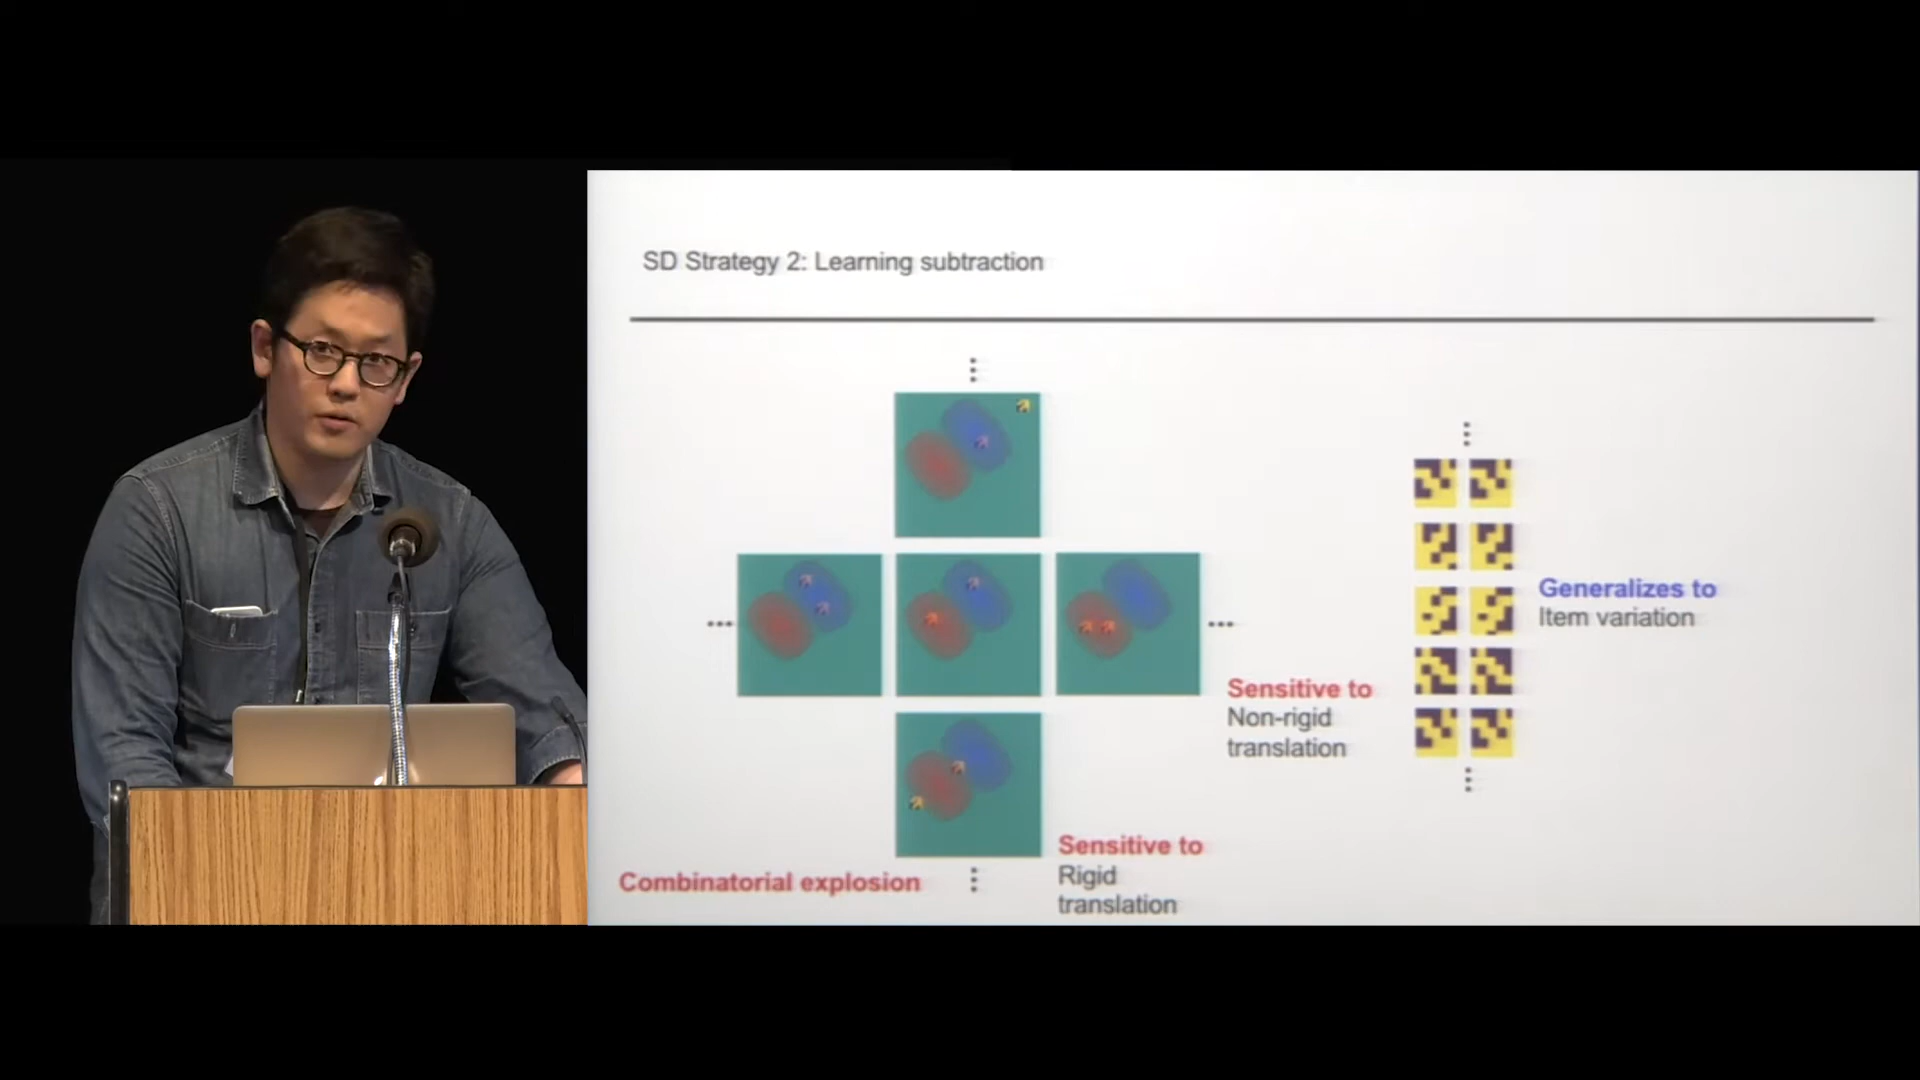 SD Strategy 2: Learning subtraction
Sensitive to
Non-rigid
translation
Combinatorial explosion
Sensitive to
Rigid
translation
Generalizes to
Item variation